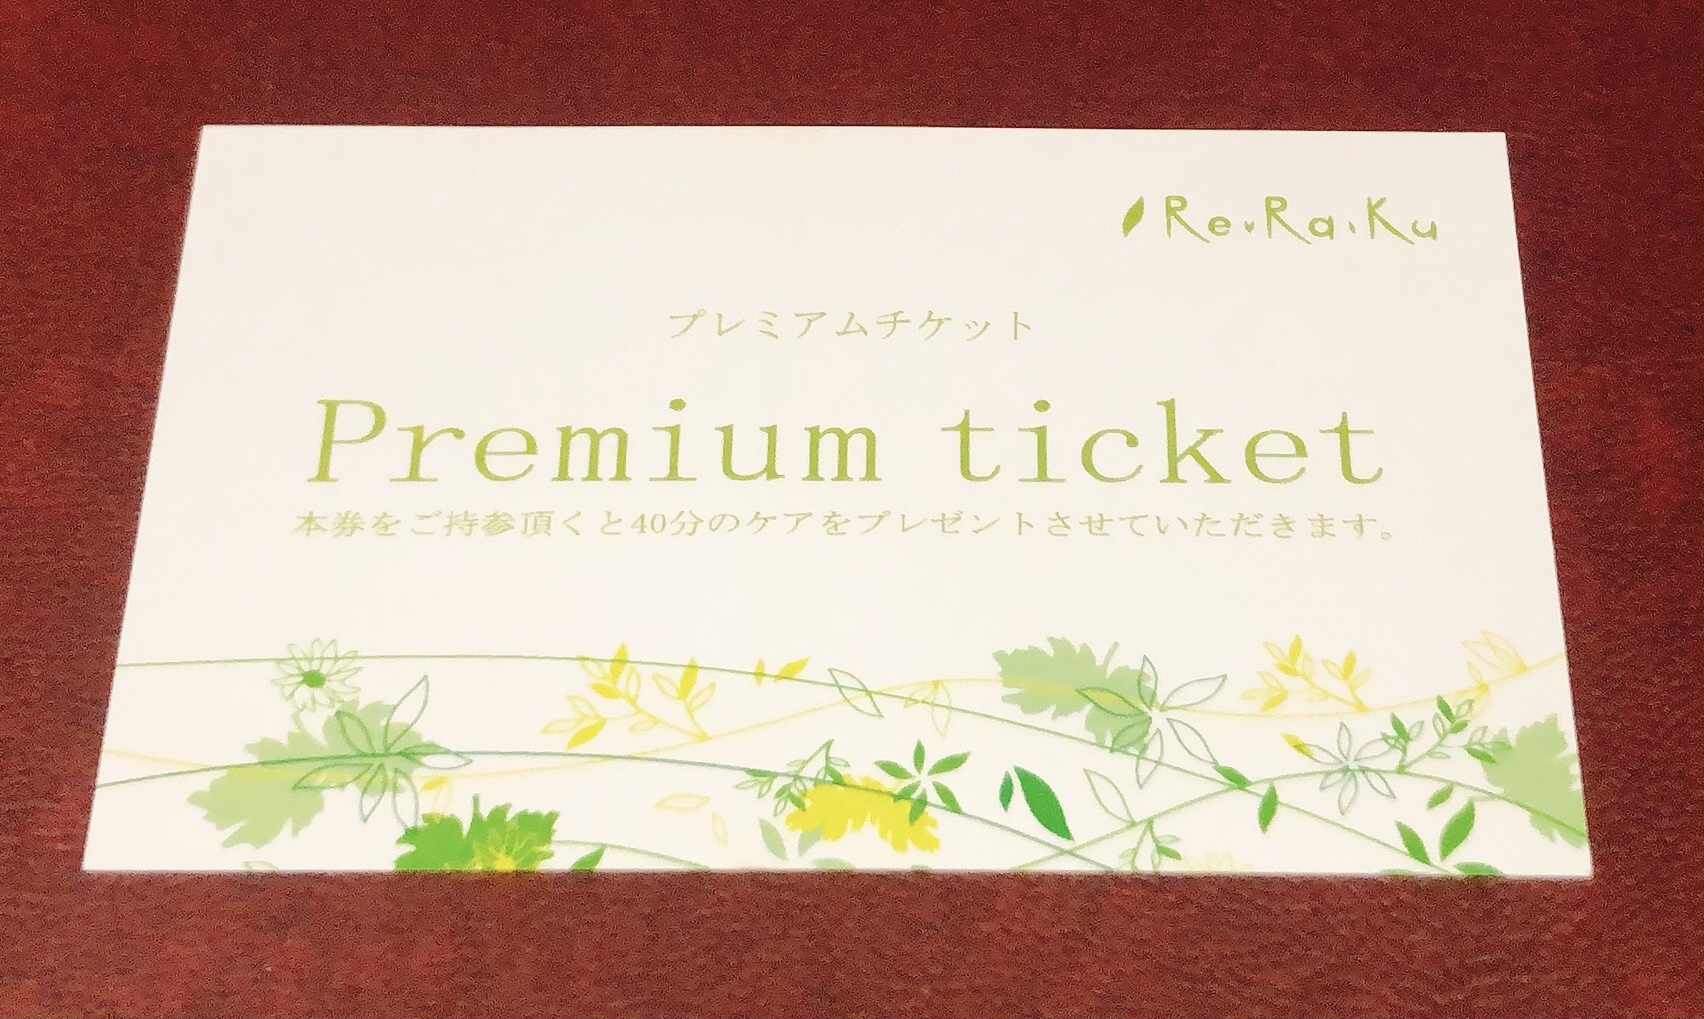 Re・Ra・Ku
プレミアムチケット
Premium ticket
本券をご持参頂くと40分のケアをプレゼントさせていただきます。